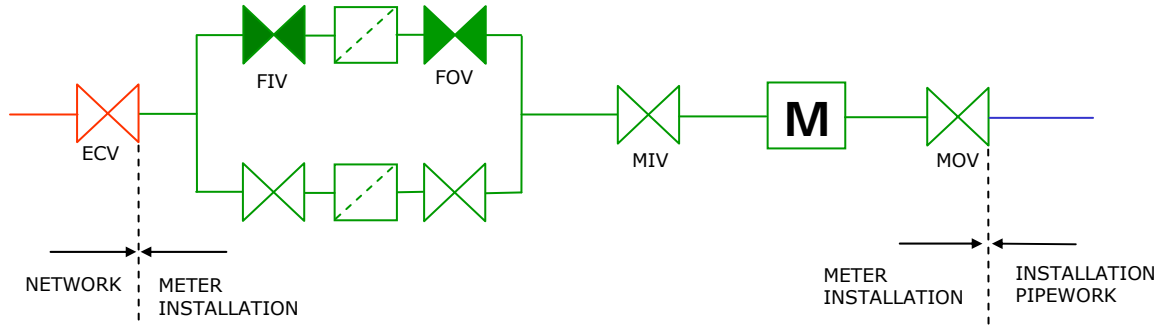 FIV
FOV
ECV
MIV
M
MOV
NETWORK
METER
INSTALLATION
METER
INSTALLATION
INSTALLATION
PIPEWORK